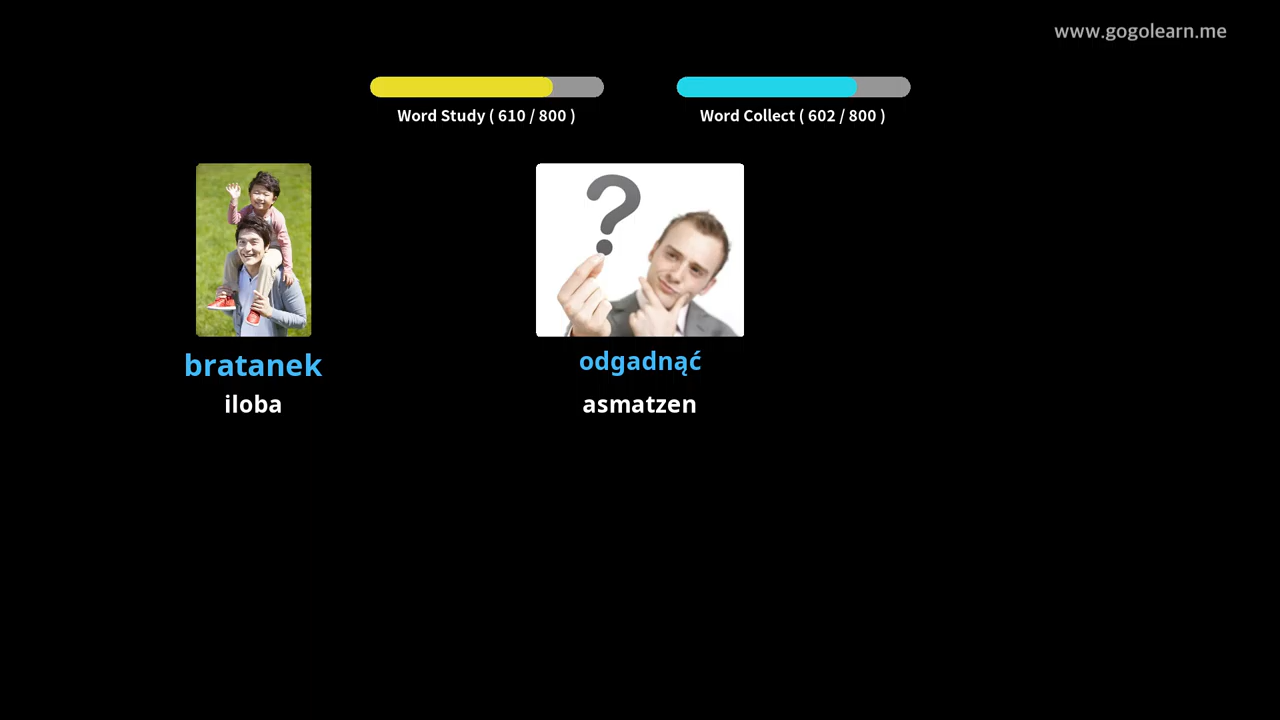 www.gogolearn.me
Word Study ( 610 / 800 )
Word Collect ( 602 / 800 )
bratanek
iloba
odgadnąć
asmatzen